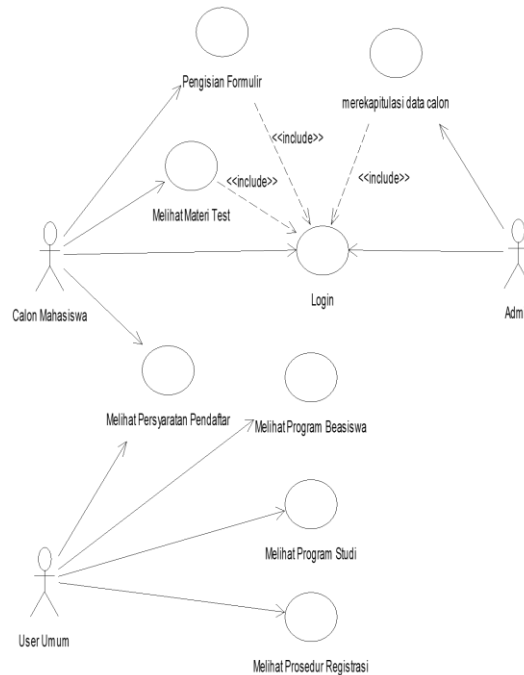 Pengisian Formulir
merekapitulasi data calon
<<include>>
<<include>>
<<include>>
Melihat Materi Test
Calon Mahasiswa
Login
Adm
Melihat Persyaratan Pendaftar
Melihat Program Beasiswa
Melihat Program Studi
User Umum
Melihat Prosedur Registrasi